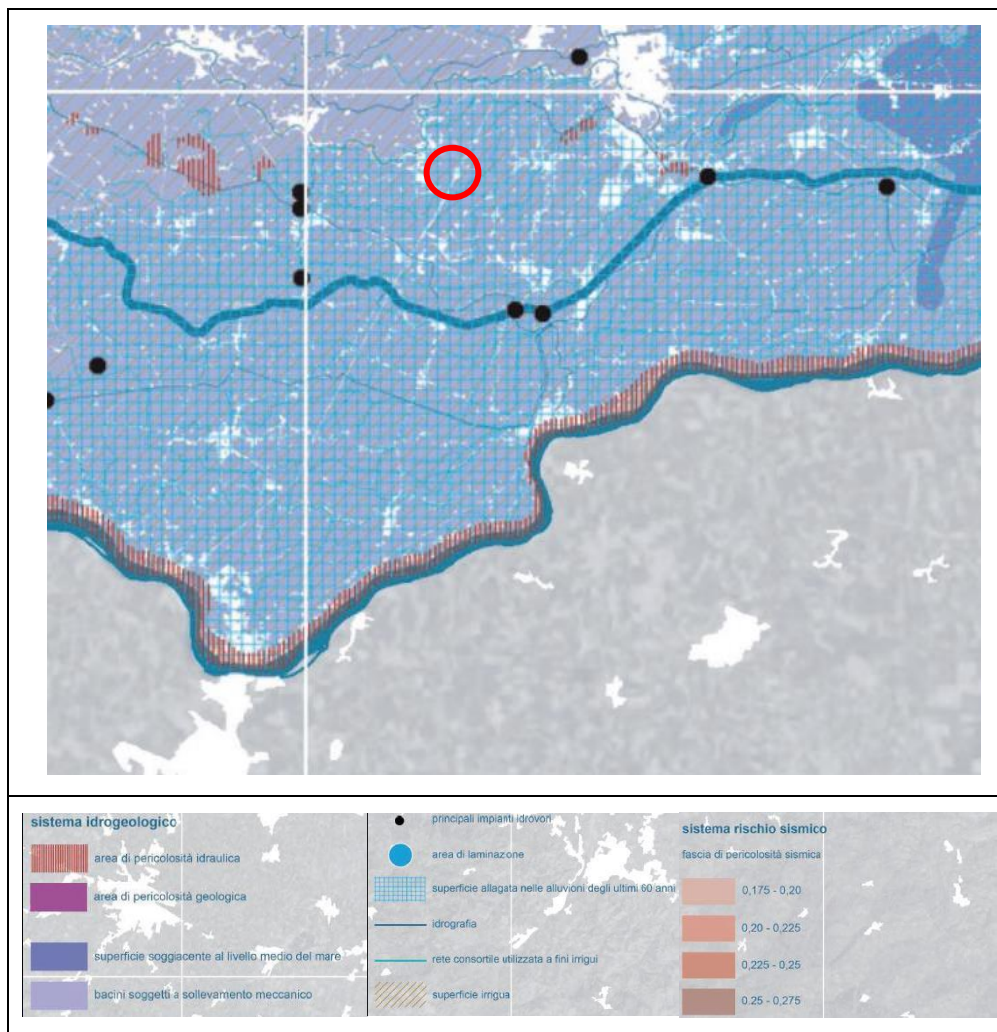 sistema idrogeologico
area di pericolosità idraulica
area di pericolosità geologica
superficie soggiacente al livello medio del mare
bacini soggetti a sollevamento meccanico
principali impianti idrovori
area di laminazone
superficie allagata nelle alluvioni degli ultimi 60 anni
idrografia
rete consortile utilizzata a fini irrigui
superficie irrigua
sistema rischio sismico
fascia di pericolosità sismica
0,175 - 0,20
0,20 - 0,225
0,225 - 0,25
0.25 - 0,275